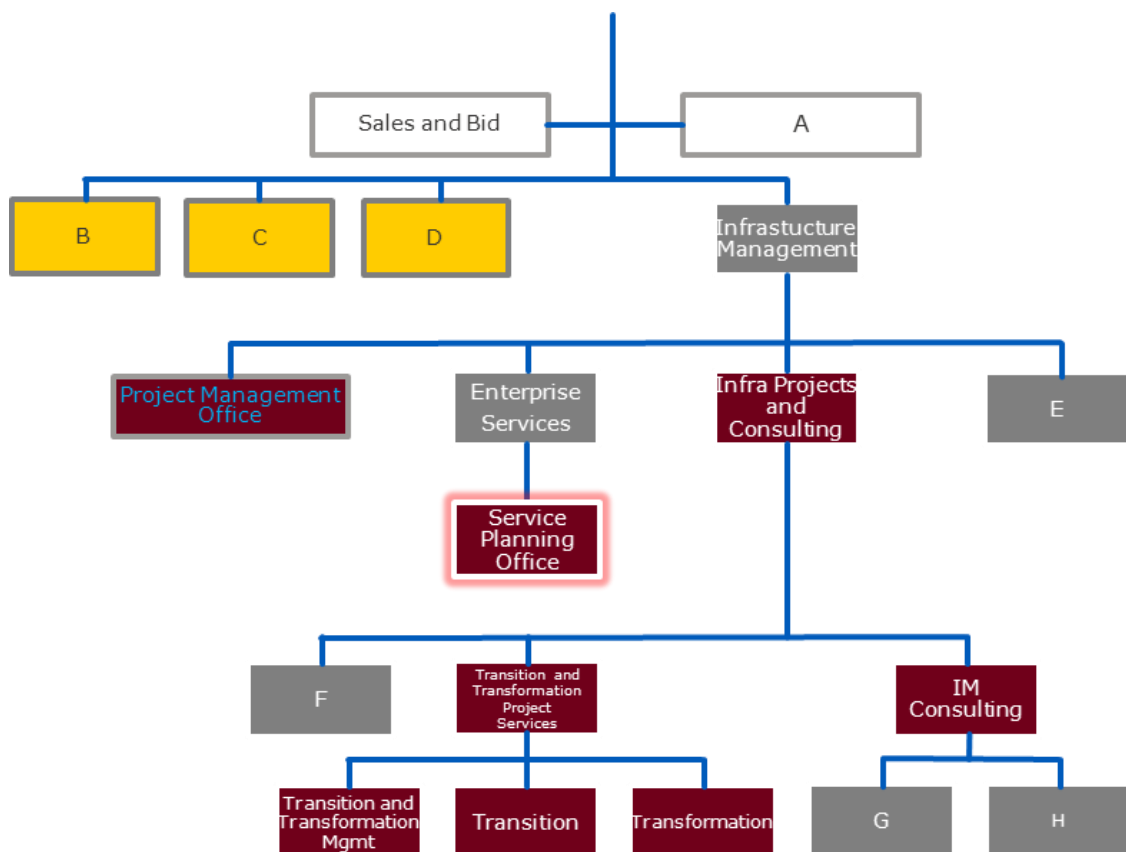 Sales and Bid
A
B
C
D
Infrastucture
Management
Project Management
Office
Enterprise
Services
Infra Projects
and
Consulting
E
Service
Planning
Office
F
Transition and
Transformation
Project
Services
IM
Consulting
Transition and
Transformation
Mgmt
Transition
Transformation
G
H